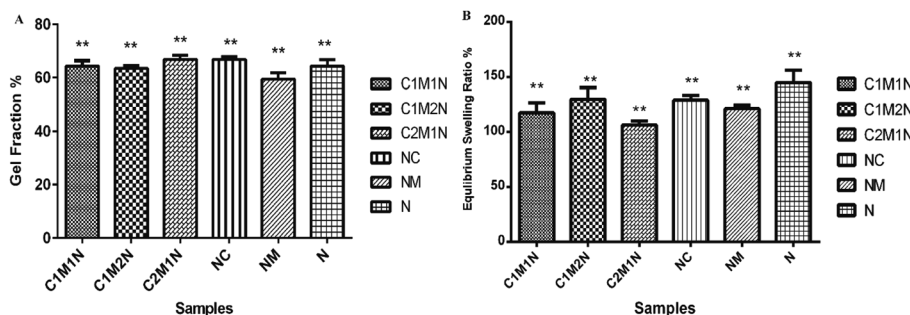 A
Gel Fraction %
80
60
40
20
0
** ** ** ** ** **
C1M1N C1M2N C2M1N NC NM N
Samples
C1M1N
C1M2N
C2M1N
NC
NM
N
B
Equlibrium Swelling Ratio %
200
150
100
50
0
** ** ** ** ** **
C1M1N C1M2N C2M1N NC NM N
Samples
C1M1N
C1M2N
C2M1N
NC
NM
N